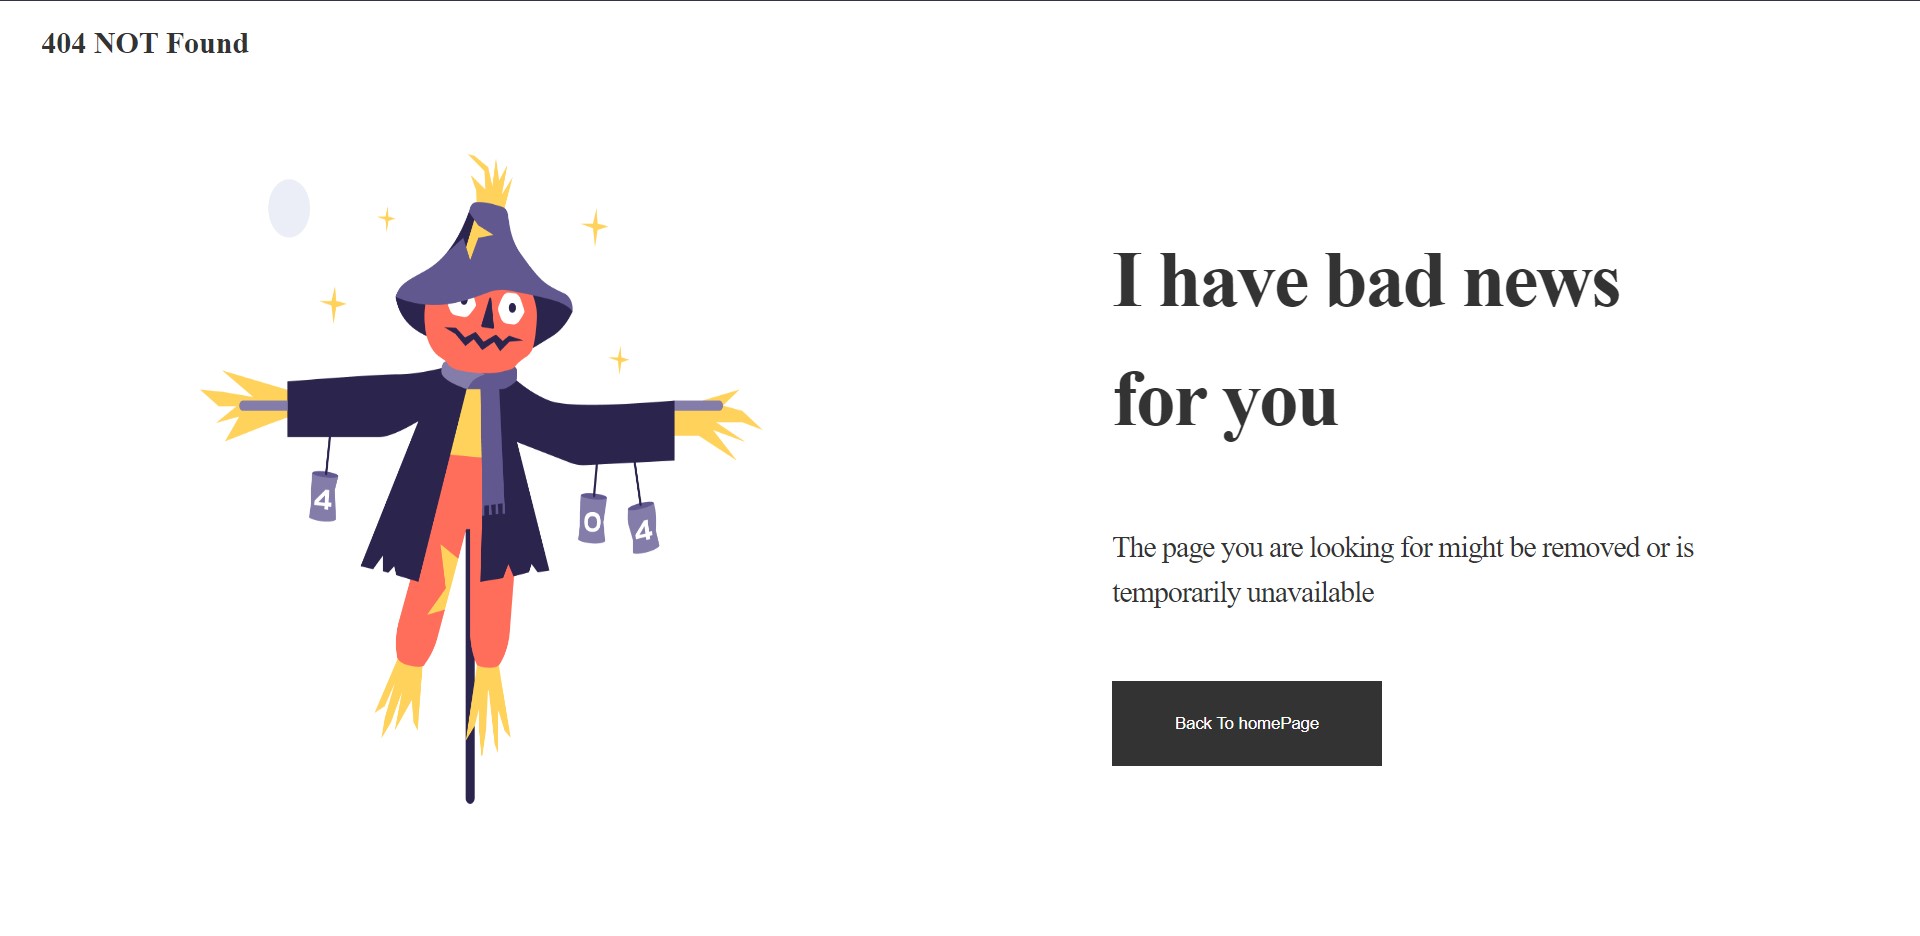 404 NOT Found
I have bad news
for you
4
0
4
The page you are looking for might be removed or is
temporarily unavailable
Back To homePage